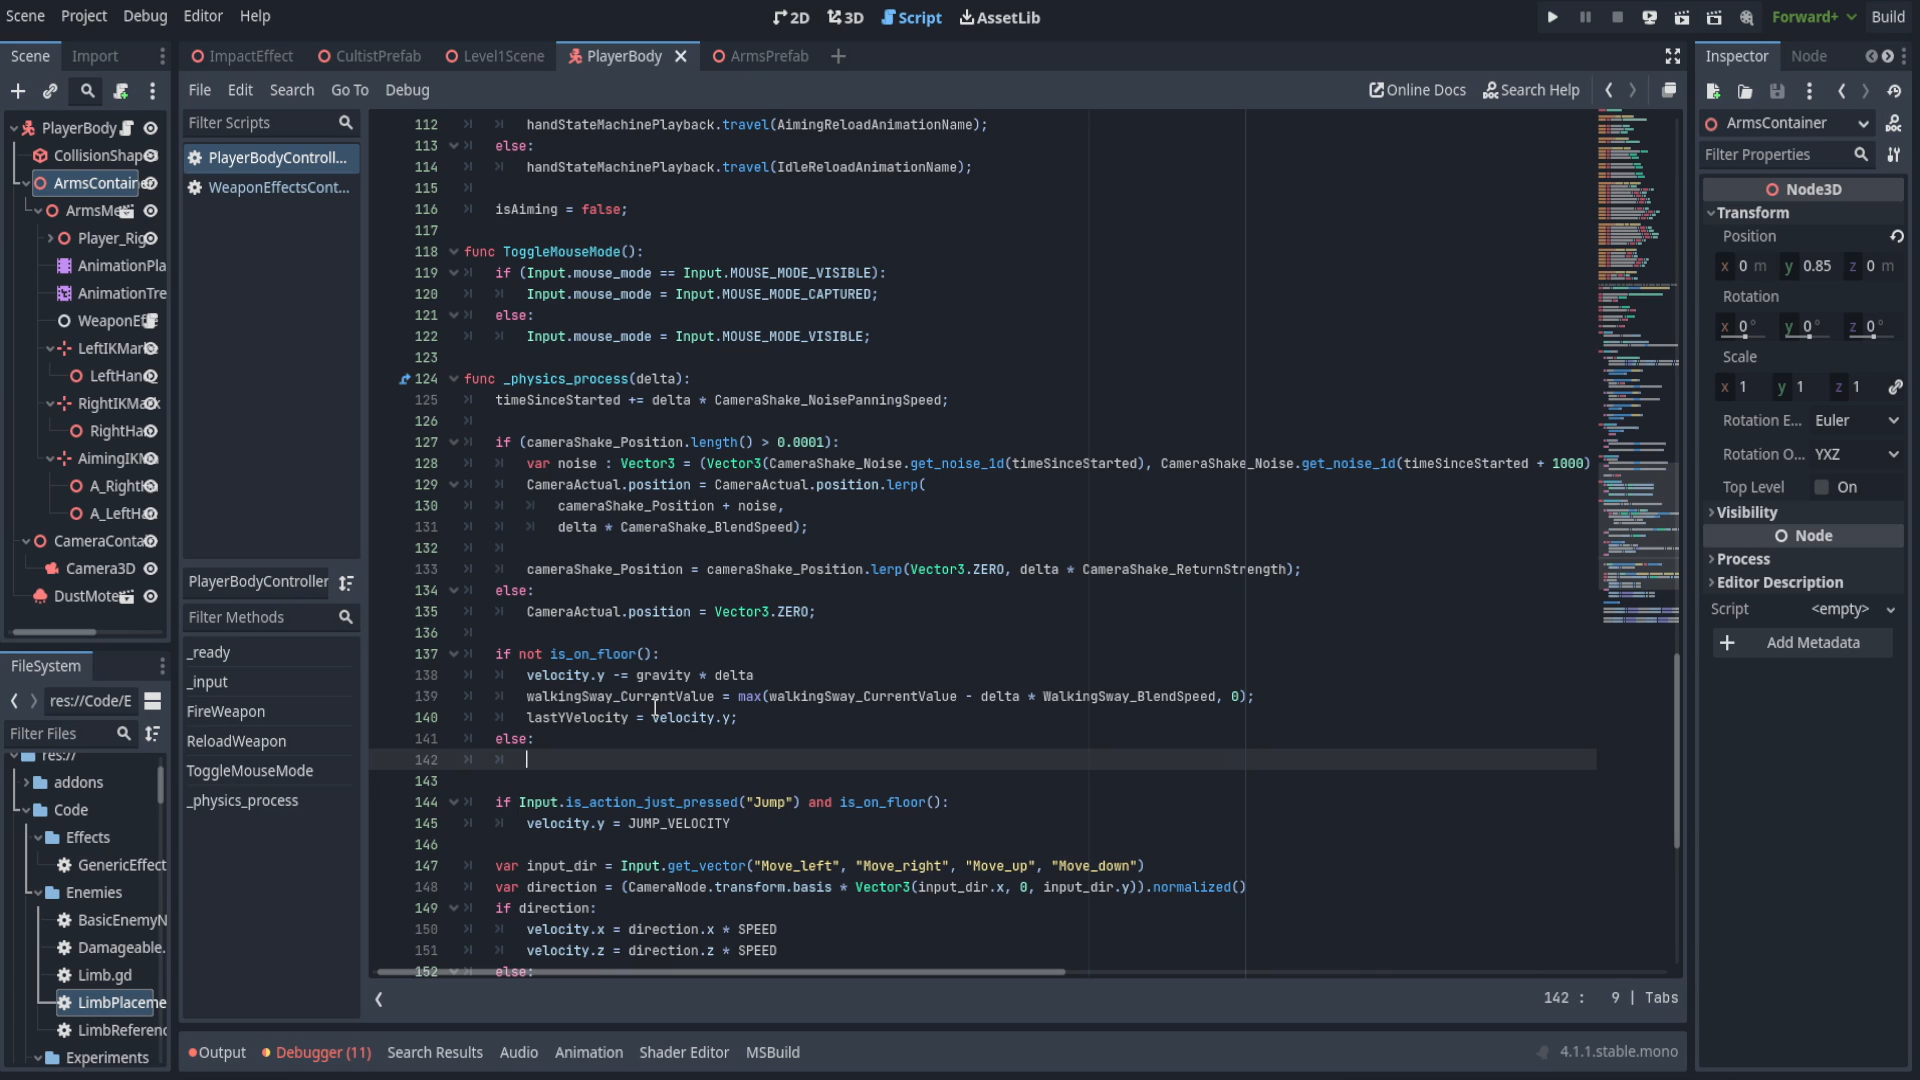 Scene Project Debug Editor Help
2D 3D Script AssetLib
Forward+ Build
Scene Import
ImpactEffect CultistPrefab Level1Scene PlayerBody ArmsPrefab
Inspector Node
File Edit Search Go To Debug
Online Docs Search Help
PlayerBody
CollisionShap
ArmsContain
ArmsMe
Player_Rig
AnimationPla
AnimationTre
WeaponEf
LeftIKMar
LeftHan
RightIKMark
RightHa
AimingIKM
A_RightH
A_LeftHa
CameraConta
Camera3D
DustMote
FileSystem
res://Code/E
Filter Files
res://
addons
Code
Effects
GenericEffect
Enemies
BasicEnemyN
Damageable.
Limb.gd
LimbPlaceme
LimbReferenc
Experiments
Filter Scripts
PlayerBodyControll...
WeaponEffectsCont...
PlayerBodyController
Filter Methods
_ready
_input
FireWeapon
ReloadWeapon
ToggleMouseMode
_physics_process
112 handStateMachinePlayback.travel(AimingReloadAnimationName);
113 else:
114 handStateMachinePlayback.travel(IdleReloadAnimationName);
115
116 isAiming = false;
117
118 func ToggleMouseMode():
119 if (Input.mouse_mode == Input.MOUSE_MODE_VISIBLE):
120 Input.mouse_mode = Input.MOUSE_MODE_CAPTURED;
121 else:
122 Input.mouse_mode = Input.MOUSE_MODE_VISIBLE;
123
124 func _physics_process(delta):
125 timeSinceStarted += delta * CameraShake_NoisePanningSpeed;
126
127 if (cameraShake_Position.length() > 0.0001):
128 var noise : Vector3 = (Vector3(CameraShake_Noise.get_noise_1d(timeSinceStarted), CameraShake_Noise.get_noise_1d(timeSinceStarted + 1000)
129 CameraActual.position = CameraActual.position.lerp(
130 cameraShake_Position + noise,
131 delta * CameraShake_BlendSpeed);
132
133 cameraShake_Position = cameraShake_Position.lerp(Vector3.ZERO, delta * CameraShake_ReturnStrength);
134 else:
135 CameraActual.position = Vector3.ZERO;
136
137 if not is_on_floor():
138 velocity.y -= gravity * delta
139 walkingSway_CurrentValue = max(walkingSway_CurrentValue - delta * WalkingSway_BlendSpeed, 0);
140 lastYVelocity = velocity.y;
141 else:
142
143
144 if Input.is_action_just_pressed("Jump") and is_on_floor():
145 velocity.y = JUMP_VELOCITY
146
147 var input_dir = Input.get_vector("Move_left", "Move_right", "Move_up", "Move_down")
148 var direction = (CameraNode.transform.basis * Vector3(input_dir.x, 0, input_dir.y)).normalized()
149 if direction:
150 velocity.x = direction.x * SPEED
151 velocity.z = direction.z * SPEED
152 else:
142 : 9 | Tabs
Output Debugger (11) Search Results Audio Animation Shader Editor MSBuild
4.1.1.stable.mono
ArmsContainer
Filter Properties
Node3D
Transform
Position
x 0 m y 0.85 z 0 m
Rotation
x 0° y 0° z 0°
Scale
x 1 y 1 z 1
Rotation E... Euler
Rotation O... YXZ
Top Level On
Visibility
Node
Process
Editor Description
Script <empty>
Add Metadata